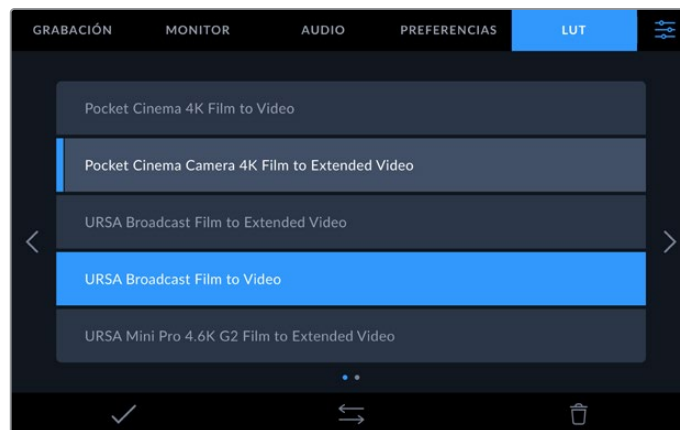 GRABACIÓN MONITOR AUDIO PREFERENCIAS LUT
Pocket Cinema 4K Film to Video
Pocket Cinema Camera 4K Film to Extended Video
URSA Broadcast Film to Extended Video
URSA Broadcast Film to Video
URSA Mini Pro 4.6K G2 Film to Extended Video